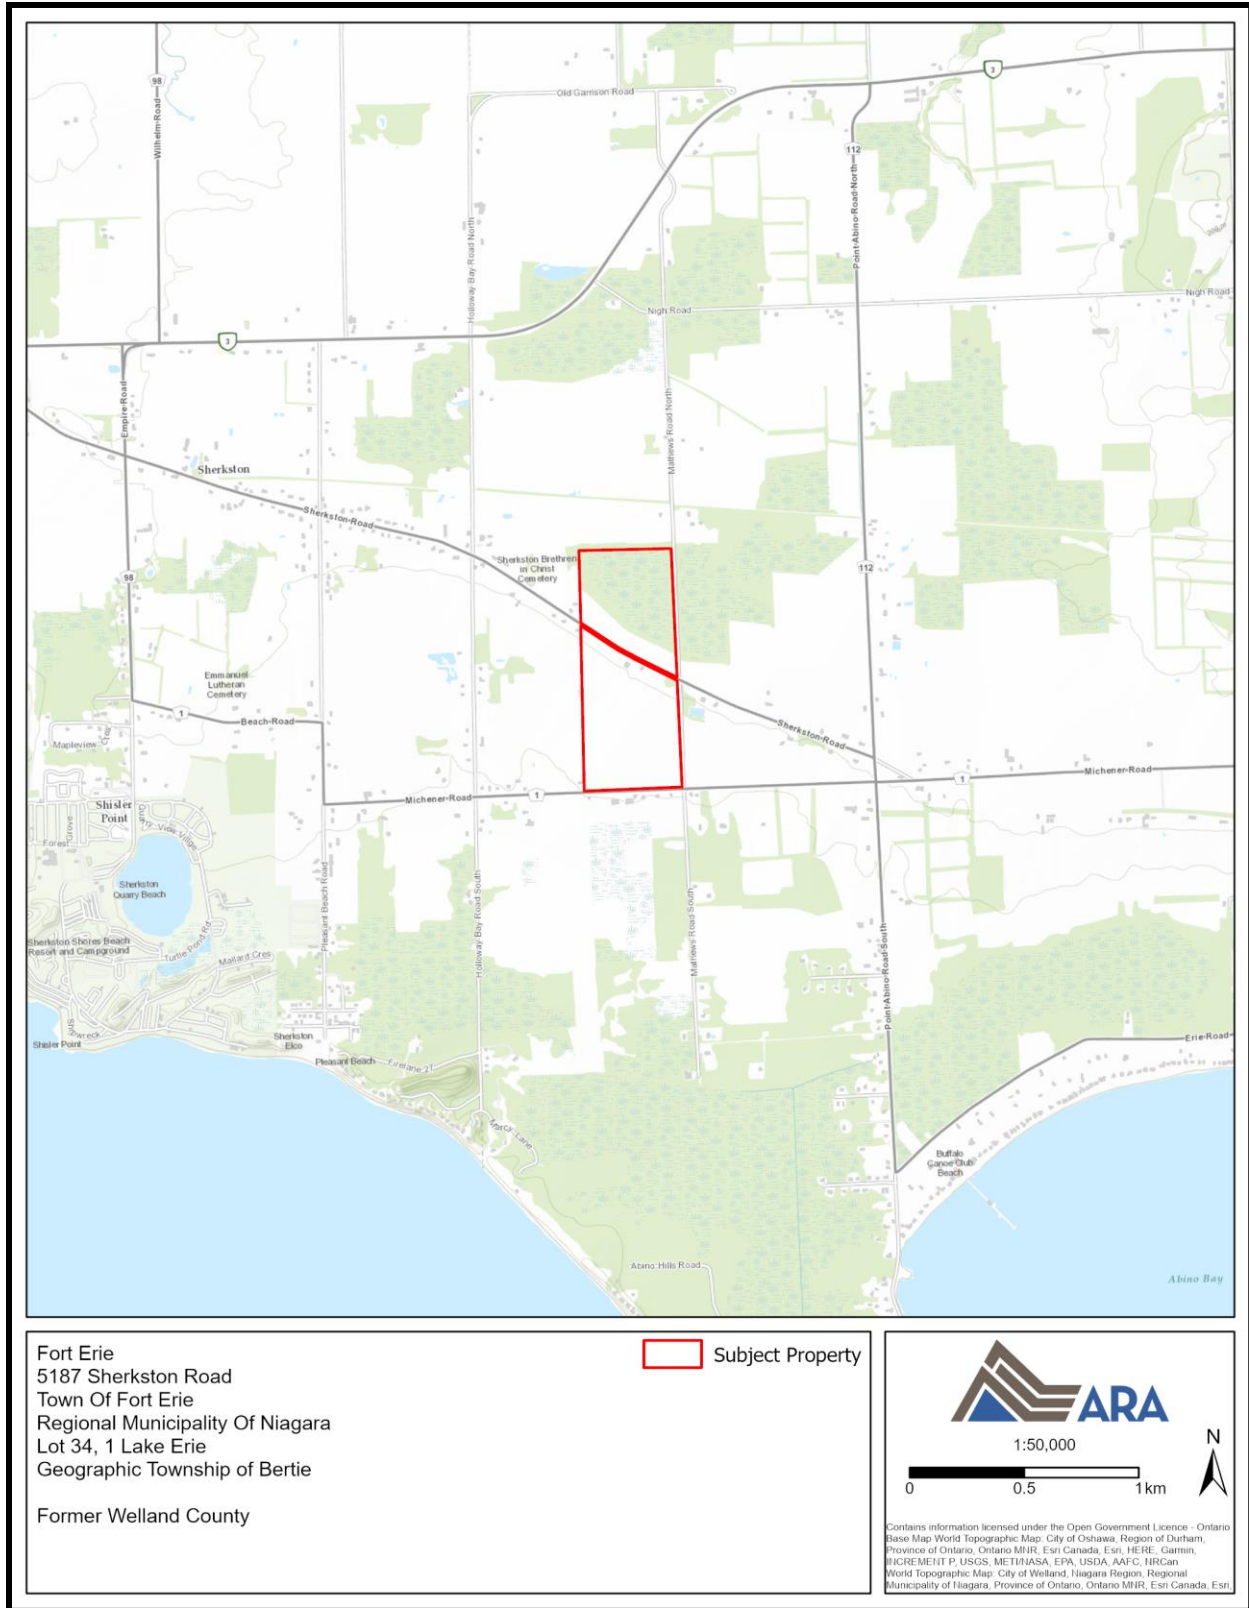 98
Wilhelm Road
Old Garrison Road
3
112
Point Abino Road North
Holloway Bay Road North
Nigh Road
Nigh Road
3
Empire Road
Mathews Road North
Sherkston
Sherkston Road
Sherkston Brethren
in Christ
Cemetery
98
112
Emmanuel
Lutheran
Cemetery
1
Beach Road
Mapleview
Cres
Sherkston Road
Michener Road
1
Michener Road
1
Shisler
Point
Forest
Grove
Sherkston
Quarry Beach
Pleasant Beach Road
Holloway Bay Road South
Mathews Road South
Point Abino Road South
Sherkston Shores Beach
Resort and Campground
Turtle Pond Rd
Mallard Cres
Shipwreck
Shisler Point
Sherkston
Elco
Pleasant Beach
Firelane 21
Erie Road
Buffalo
Canoe Club
Beach
Abino Hills Road
Abino Bay
Fort Erie
5187 Sherkston Road
Town Of Fort Erie
Regional Municipality Of Niagara
Lot 34, 1 Lake Erie
Geographic Township of Bertie
Former Welland County
Subject Property
ARA
1:50,000
N
0 0.5 1km
Contains information licensed under the Open Government Licence - Ontario
Base Map World Topographic Map: City of Oshawa, Region of Durham,
Province of Ontario, Ontario MNR, Esri Canada, Esri, HERE, Garmin,
INCREMENT P, USGS, METI/NASA, EPA, USDA, AAFC, NRCan
World Topographic Map: City of Welland, Niagara Region, Regional
Municipality of Niagara, Province of Ontario, Ontario MNR, Esri Canada, Esri,